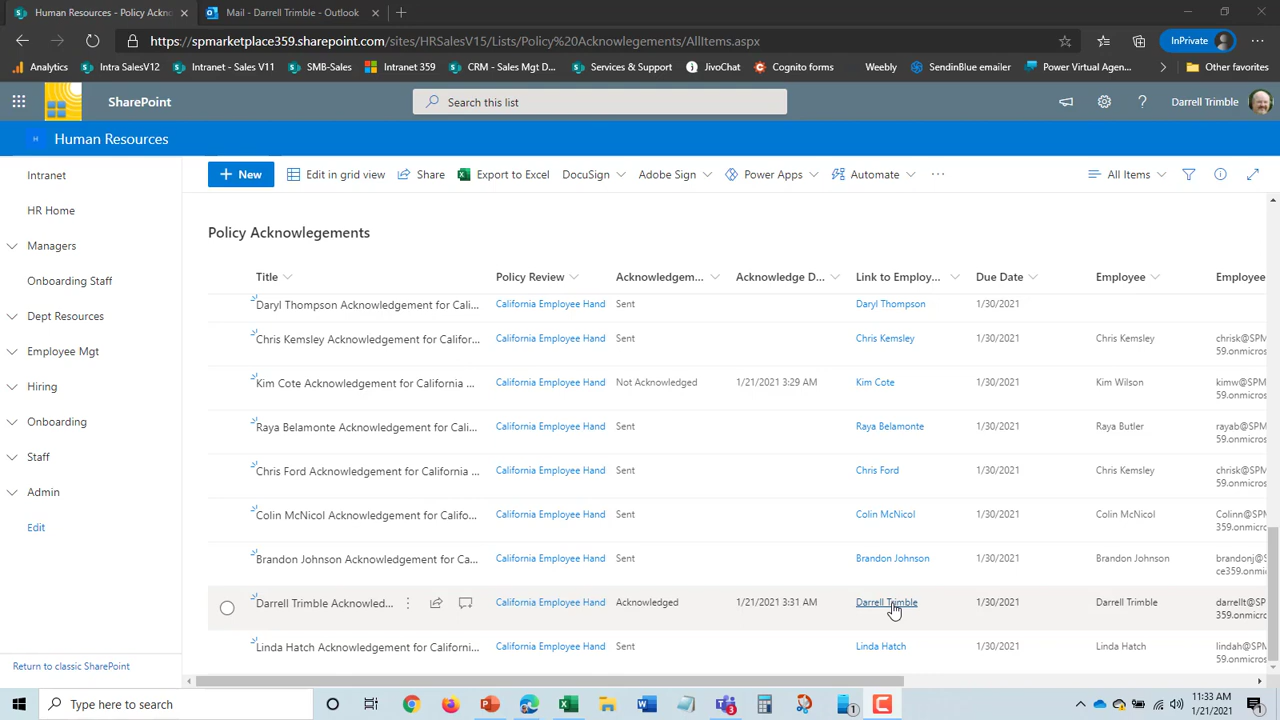 Human Resources - Policy Ackno
Mail - Darrell Trimble - Outlook
https://spmarketplace359.sharepoint.com/sites/HRSalesV15/Lists/Policy%20Acknowlegements/AllItems.aspx
InPrivate
Analytics
Intra SalesV12
Intranet - Sales V11
SMB-Sales
Intranet 359
CRM - Sales Mgt D...
Services & Support
JivoChat
Cognito forms
Weebly
SendinBlue emailer
Power Virtual Agen...
Other favorites
SharePoint
Search this list
Darrell Trimble
H
Human Resources
Intranet
HR Home
Managers
Onboarding Staff
Dept Resources
Employee Mgt
Hiring
Onboarding
Staff
Admin
Edit
Return to classic SharePoint
New
Edit in grid view
Share
Export to Excel
DocuSign
Adobe Sign
Power Apps
Automate
All Items
Policy Acknowlegements
Title
Policy Review
Acknowledgem...
Acknowledge D...
Link to Employ...
Due Date
Employee
Employee
Daryl Thompson Acknowledgement for Cali...
California Employee Hand
Sent
Daryl Thompson
1/30/2021
Chris Kemsley Acknowledgement for Califor...
California Employee Hand
Sent
Chris Kemsley
1/30/2021
Chris Kemsley
chrisk@SPM
59.onmicros
Kim Cote Acknowledgement for California ...
California Employee Hand
Not Acknowledged
1/21/2021 3:29 AM
Kim Cote
1/30/2021
Kim Wilson
kimw@SPM
59.onmicros
Raya Belamonte Acknowledgement for Cali...
California Employee Hand
Sent
Raya Belamonte
1/30/2021
Raya Butler
rayab@SPM
59.onmicros
Chris Ford Acknowledgement for California ...
California Employee Hand
Sent
Chris Ford
1/30/2021
Chris Kemsley
chrisk@SPM
59.onmicros
Colin McNicol Acknowledgement for Califo...
California Employee Hand
Sent
Colin McNicol
1/30/2021
Colin McNicol
Colinn@SPM
359.onmicro
Brandon Johnson Acknowledgement for Ca...
California Employee Hand
Sent
Brandon Johnson
1/30/2021
Brandon Johnson
brandonj@S
ce359.onmic
Darrell Trimble Acknowled...
California Employee Hand
Acknowledged
1/21/2021 3:31 AM
Darrell Trimble
1/30/2021
Darrell Trimble
darrellt@SP
359.onmicro
Linda Hatch Acknowledgement for Californi...
California Employee Hand
Sent
Linda Hatch
1/30/2021
Linda Hatch
lindah@SPM
59.onmicros
Type here to search
3
1
11:33 AM
1/21/2021